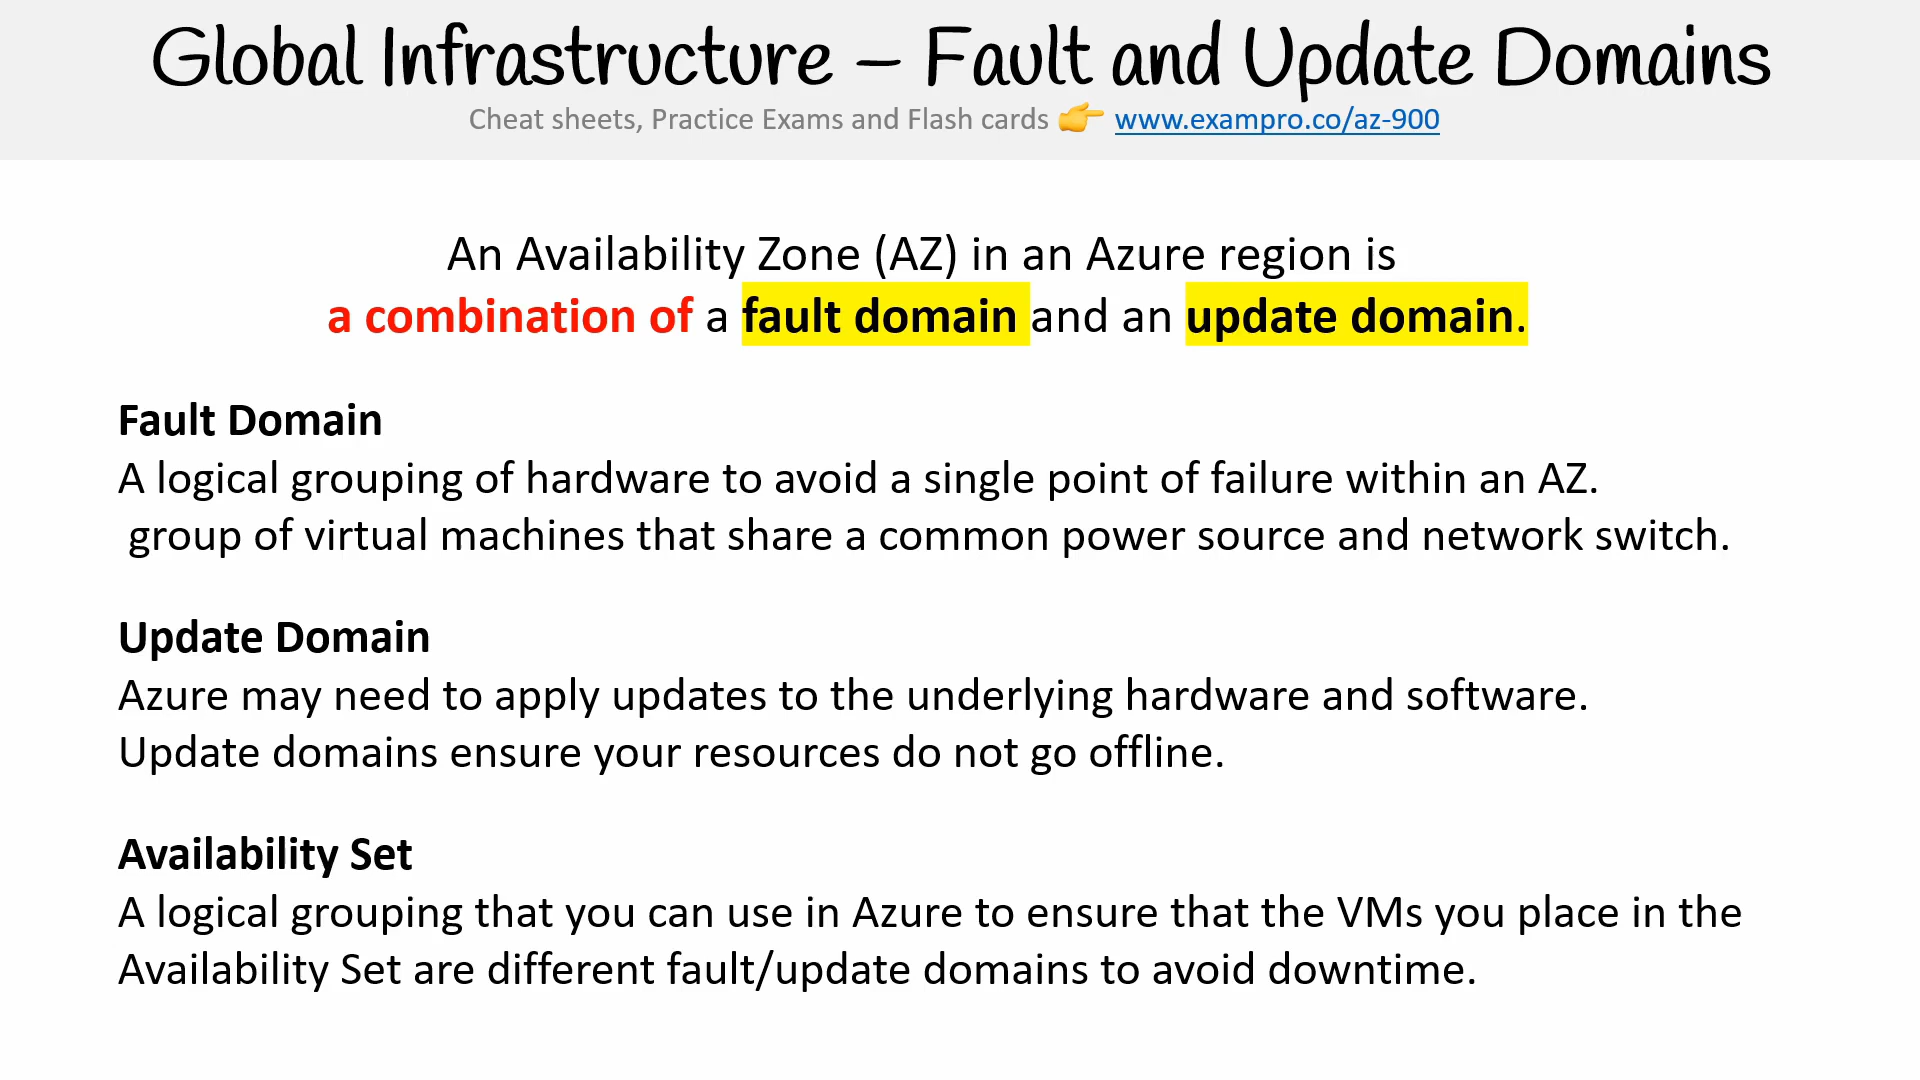 Global Infrastructure – Fault and Update Domains
Cheat sheets, Practice Exams and Flash cards 👉 www.exampro.co/az-900
An Availability Zone (AZ) in an Azure region is
a combination of a fault domain and an update domain.
Fault Domain
A logical grouping of hardware to avoid a single point of failure within an AZ.
group of virtual machines that share a common power source and network switch.
Update Domain
Azure may need to apply updates to the underlying hardware and software.
Update domains ensure your resources do not go offline.
Availability Set
A logical grouping that you can use in Azure to ensure that the VMs you place in the
Availability Set are different fault/update domains to avoid downtime.